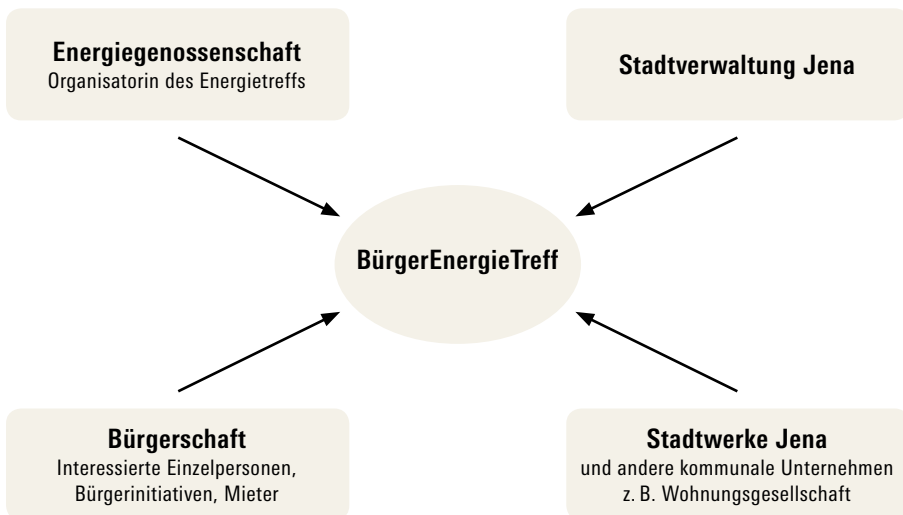 Energiegenossenschaft
Organisatorin des Energietreffs
Stadtverwaltung Jena
BürgerEnergieTreff
Bürgerschaft
Interessierte Einzelpersonen,
Bürgerinitiativen, Mieter
Stadtwerke Jena
und andere kommunale Unternehmen
z. B. Wohnungsgesellschaft